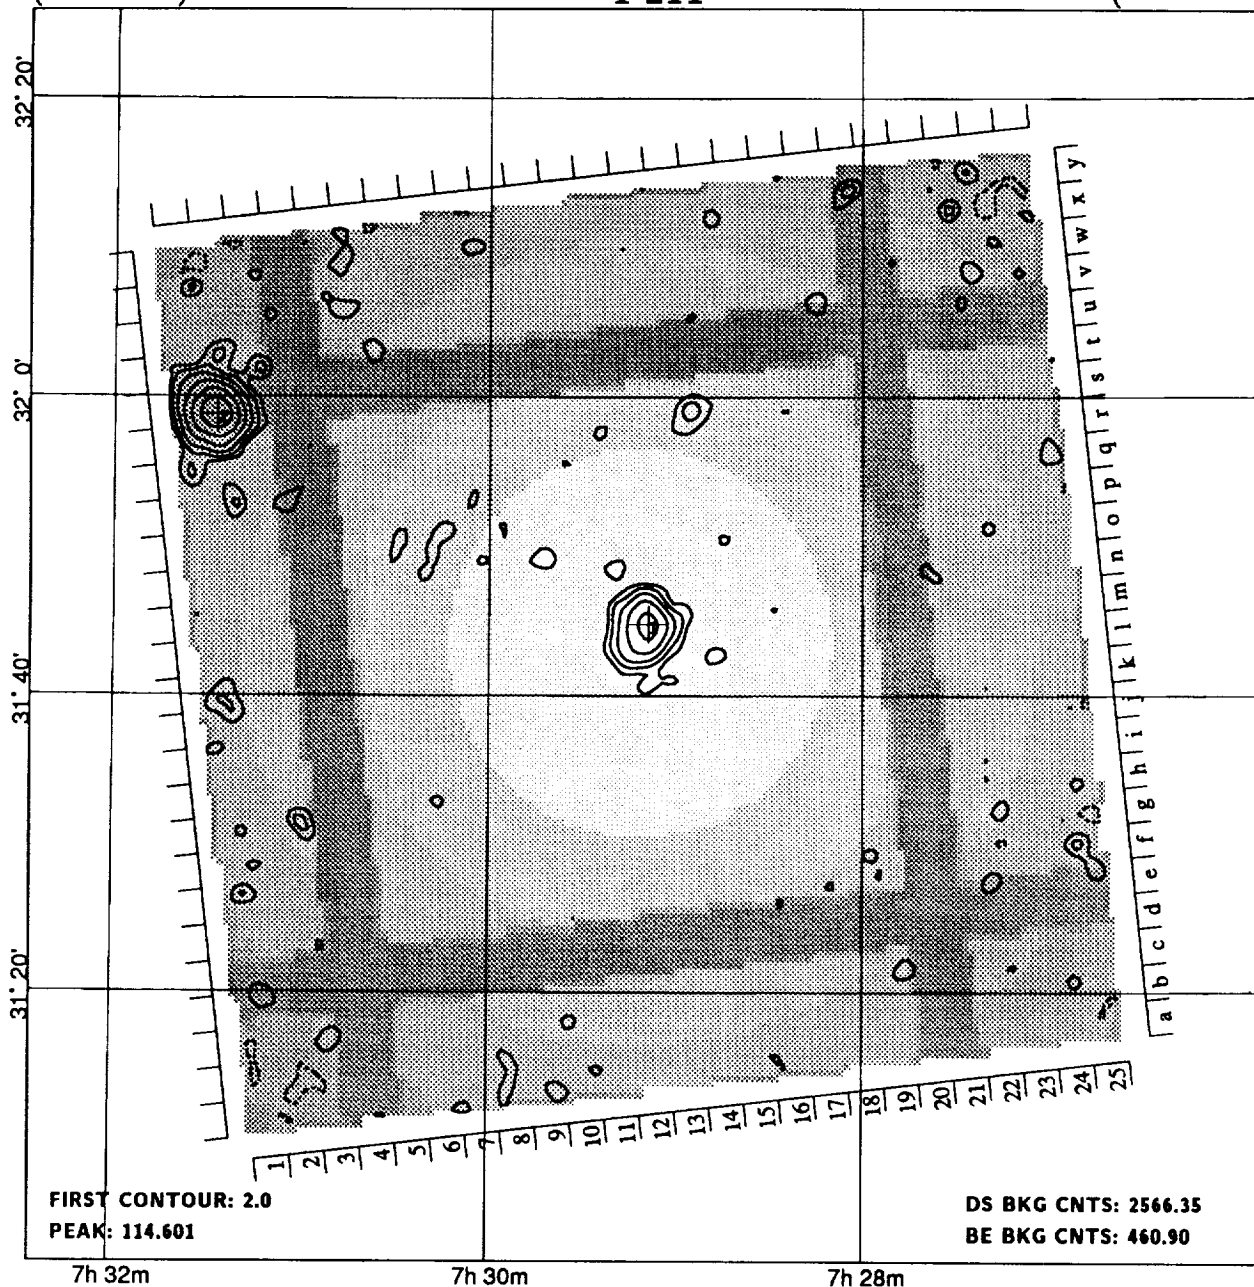 32° 20'
32° 0'
31° 40'
31° 20'
y
x
w
v
u
t
s
r
q
p
o
n
m
l
k
j
i
h
g
f
e
d
c
b
a
1 2 3 4 5 6 7 8 9 10 11 12 13 14 15 16 17 18 19 20 21 22 23 24 25
FIRST CONTOUR: 2.0
PEAK: 114.601
DS BKG CNTS: 2566.35
BE BKG CNTS: 460.90
7h 32m 7h 30m 7h 28m